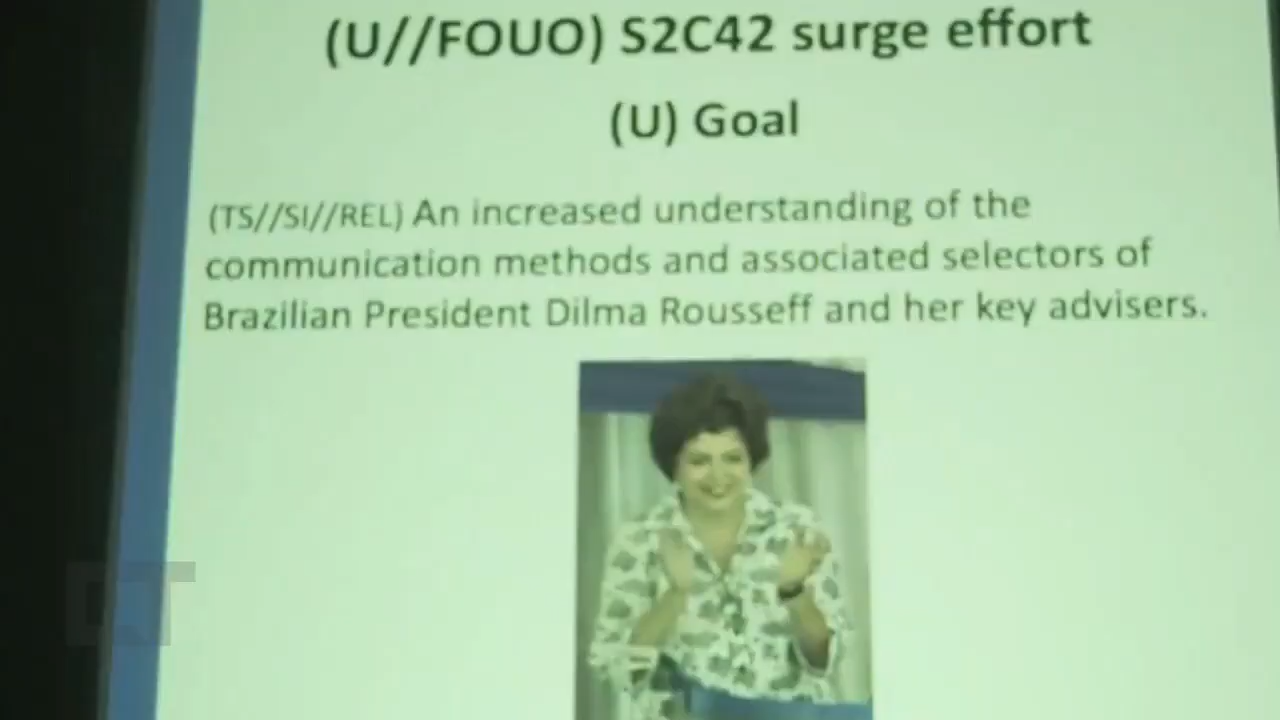 (U//FOUO) S2C42 surge effort
(U) Goal
(TS//SI//REL) An increased understanding of the
communication methods and associated selectors of
Brazilian President Dilma Rousseff and her key advisers.